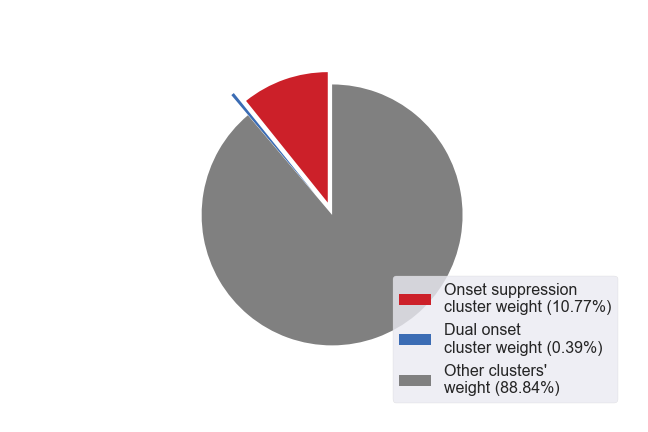 Onset suppression
cluster weight (10.77%)
Dual onset
cluster weight (0.39%)
Other clusters'
weight (88.84%)